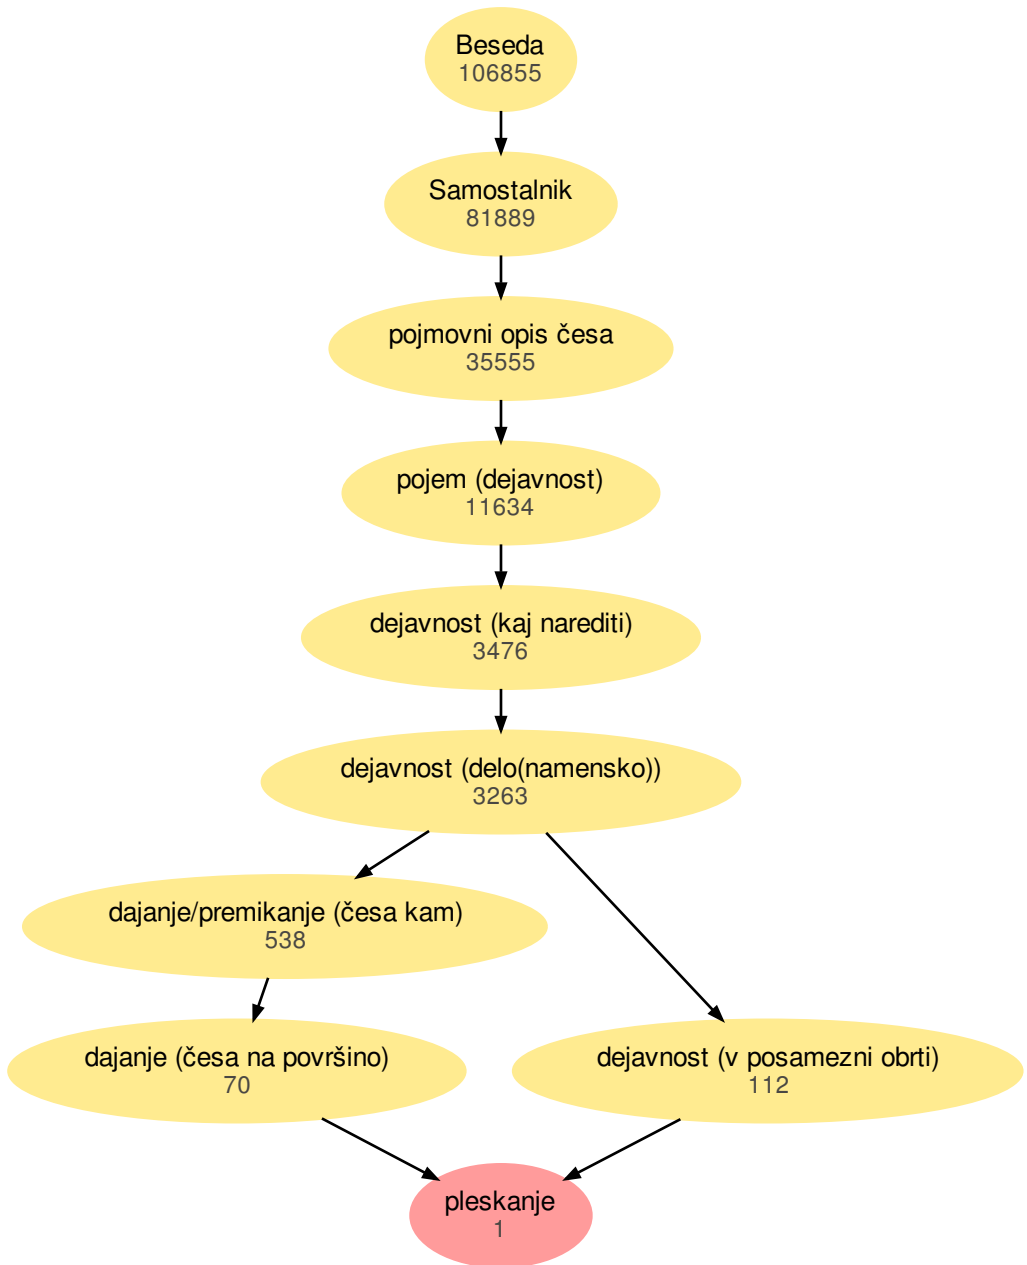 Beseda
106855
Samostalnik
81889
pojmovni opis česa
35555
pojem (dejavnost)
11634
dejavnost (kaj narediti)
3476
dejavnost (delo(namensko))
3263
dajanje/premikanje (česa kam)
538
dajanje (česa na površino)
70
dejavnost (v posamezni obrti)
112
pleskanje
1